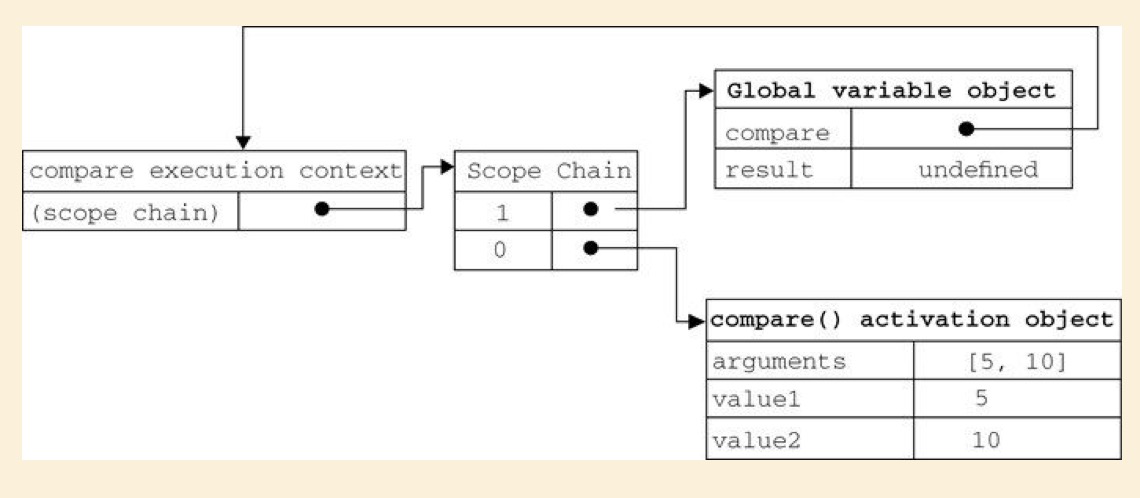 Global variable object
compare
result undefined
compare execution context
(scope chain)
Scope Chain
1
0
compare() activation object
arguments [5, 10]
value1 5
value2 10